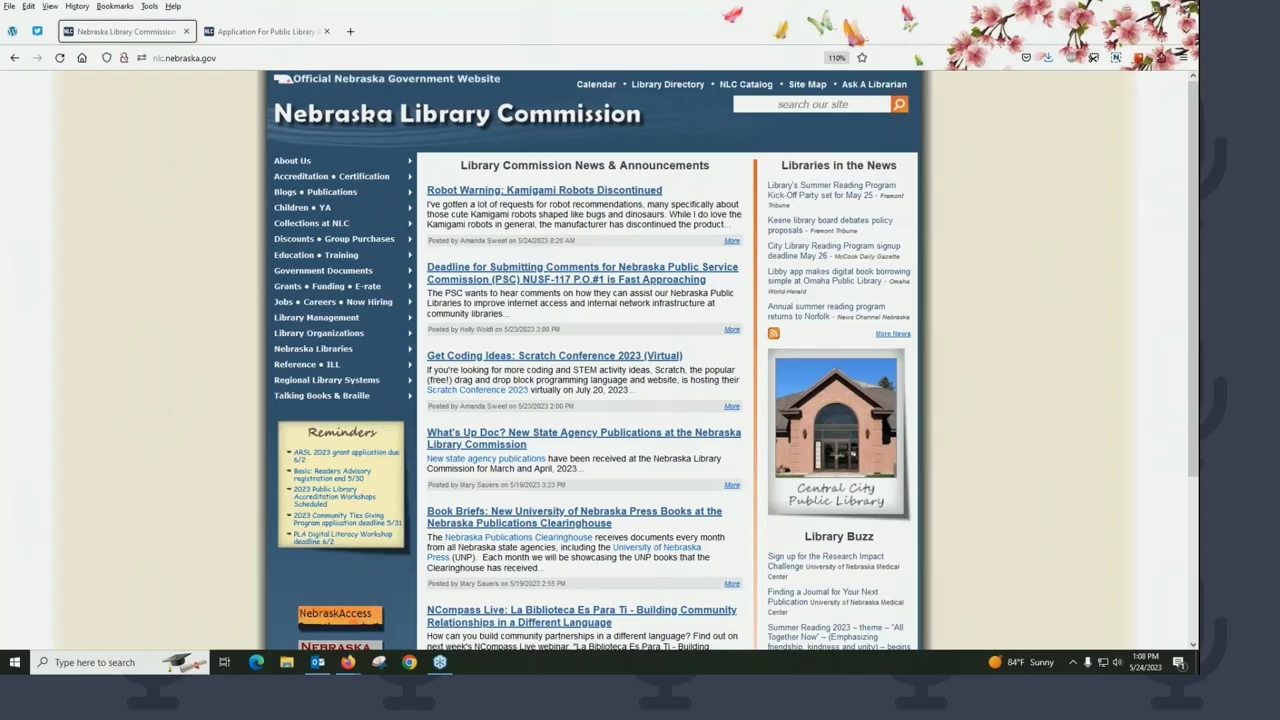 File Edit View History Bookmarks Tools Help
Nebraska Library Commission × Application For Public Library × +
nlc.nebraska.gov 110%
Official Nebraska Government Website
Calendar • Library Directory • NLC Catalog • Site Map • Ask A Librarian
Nebraska Library Commission
search our site
About Us
Accreditation • Certification
Blogs • Publications
Children • YA
Collections at NLC
Discounts • Group Purchases
Education • Training
Government Documents
Grants • Funding • E-rate
Jobs • Careers • Now Hiring
Library Management
Library Organizations
Nebraska Libraries
Reference • ILL
Regional Library Systems
Talking Books & Braille
Reminders
ARSL 2023 grant application due
6/2
Basic: Readers Advisory
registration end 5/30
2023 Public Library
Accreditation Workshops
Scheduled
2023 Community Ties Giving
Program application deadline 5/31
PLA Digital Literacy Workshop
deadline 6/2
NebraskAccess
NEBRASKA
Library Commission News & Announcements
Robot Warning: Kamigami Robots Discontinued
I've gotten a lot of requests for robot recommendations, many specifically about
those cute Kamigami robots shaped like bugs and dinosaurs. While I do love the
Kamigami robots in general, the manufacturer has discontinued the product...
Posted by Amanda Sweet on 5/24/2023 8:20 AM More
Deadline for Submitting Comments for Nebraska Public Service
Commission (PSC) NUSF-117 P.O.#1 is Fast Approaching
The PSC wants to hear comments on how they can assist our Nebraska Public
Libraries to improve internet access and internal network infrastructure at
community libraries...
Posted by Holly Woldt on 5/23/2023 3:00 PM More
Get Coding Ideas: Scratch Conference 2023 (Virtual)
If you're looking for more coding and STEM activity ideas, Scratch, the popular
(free!) drag and drop block programming language and website, is hosting their
Scratch Conference 2023 virtually on July 20, 2023...
Posted by Amanda Sweet on 5/23/2023 2:00 PM More
What's Up Doc? New State Agency Publications at the Nebraska
Library Commission
New state agency publications have been received at the Nebraska Library
Commission for March and April, 2023...
Posted by Mary Sauers on 5/19/2023 3:23 PM More
Book Briefs: New University of Nebraska Press Books at the
Nebraska Publications Clearinghouse
The Nebraska Publications Clearinghouse receives documents every month
from all Nebraska state agencies, including the University of Nebraska
Press (UNP). Each month we will be showcasing the UNP books that the
Clearinghouse has received...
Posted by Mary Sauers on 5/19/2023 2:55 PM More
NCompass Live: La Biblioteca Es Para Ti - Building Community
Relationships in a Different Language
How can you build community partnerships in a different language? Find out on
next week's NCompass Live webinar, "La Biblioteca Es Para Ti - Building
Libraries in the News
Library's Summer Reading Program
Kick-Off Party set for May 25 - Fremont
Tribune
Keene library board debates policy
proposals - Fremont Tribune
City Library Reading Program signup
deadline May 26 - McCook Daily Gazette
Libby app makes digital book borrowing
simple at Omaha Public Library - Omaha
World-Herald
Annual summer reading program
returns to Norfolk - News Channel Nebraska
More News
Central City
Public Library
Library Buzz
Sign up for the Research Impact
Challenge University of Nebraska Medical
Center
Finding a Journal for Your Next
Publication University of Nebraska Medical
Center
Summer Reading 2023 – theme – "All
Together Now" – (Emphasizing
friendship, kindness and unity) – begins
Type here to search 84°F Sunny 1:08 PM
5/24/2023